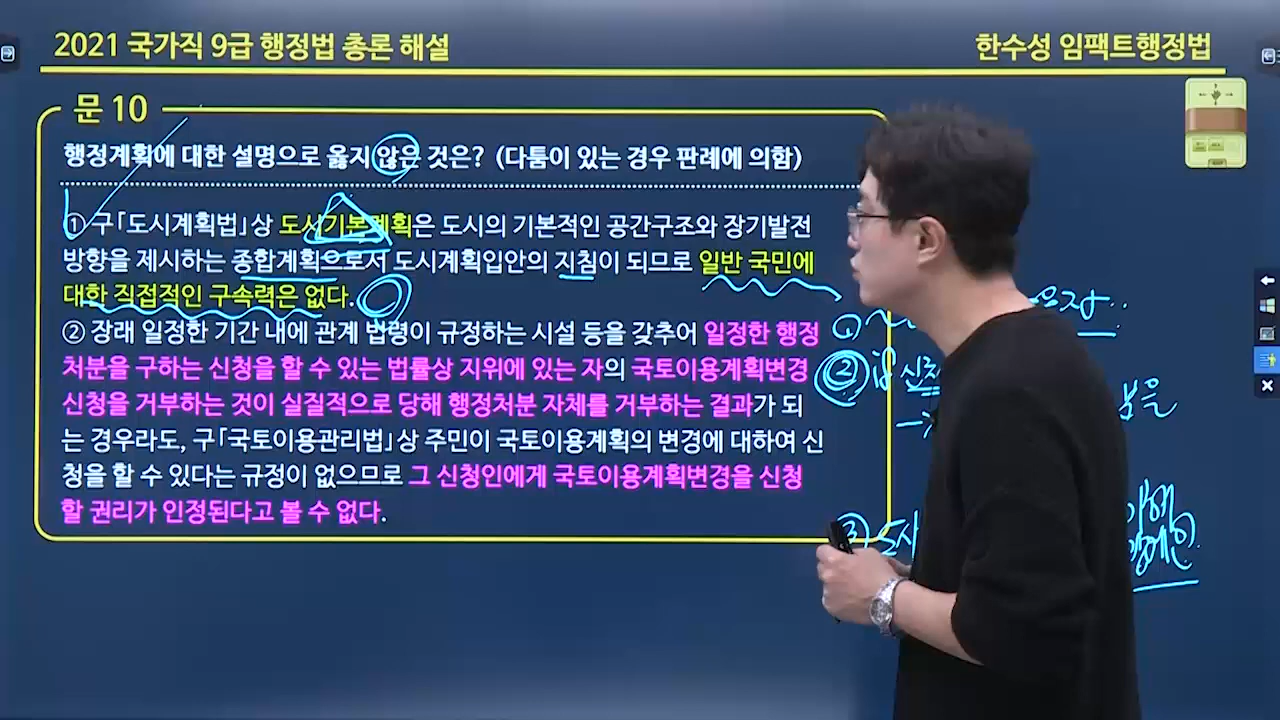 2021 국가직 9급 행정법 총론 해설
한수성 임팩트행정법
문 10
행정계획에 대한 설명으로 옳지 않은 것은? (다툼이 있는 경우 판례에 의함)
① 구「도시계획법」상 도시기본계획은 도시의 기본적인 공간구조와 장기발전
방향을 제시하는 종합계획으로서 도시계획입안의 지침이 되므로 일반 국민에
대한 직접적인 구속력은 없다.
② 장래 일정한 기간 내에 관계 법령이 규정하는 시설 등을 갖추어 일정한 행정
처분을 구하는 신청을 할 수 있는 법률상 지위에 있는 자의 국토이용계획변경
신청을 거부하는 것이 실질적으로 당해 행정처분 자체를 거부하는 결과가 되
는 경우라도, 구「국토이용관리법」상 주민이 국토이용계획의 변경에 대하여 신
청을 할 수 있다는 규정이 없으므로 그 신청인에게 국토이용계획변경을 신청
할 권리가 인정된다고 볼 수 없다.
①
②
③ 도시